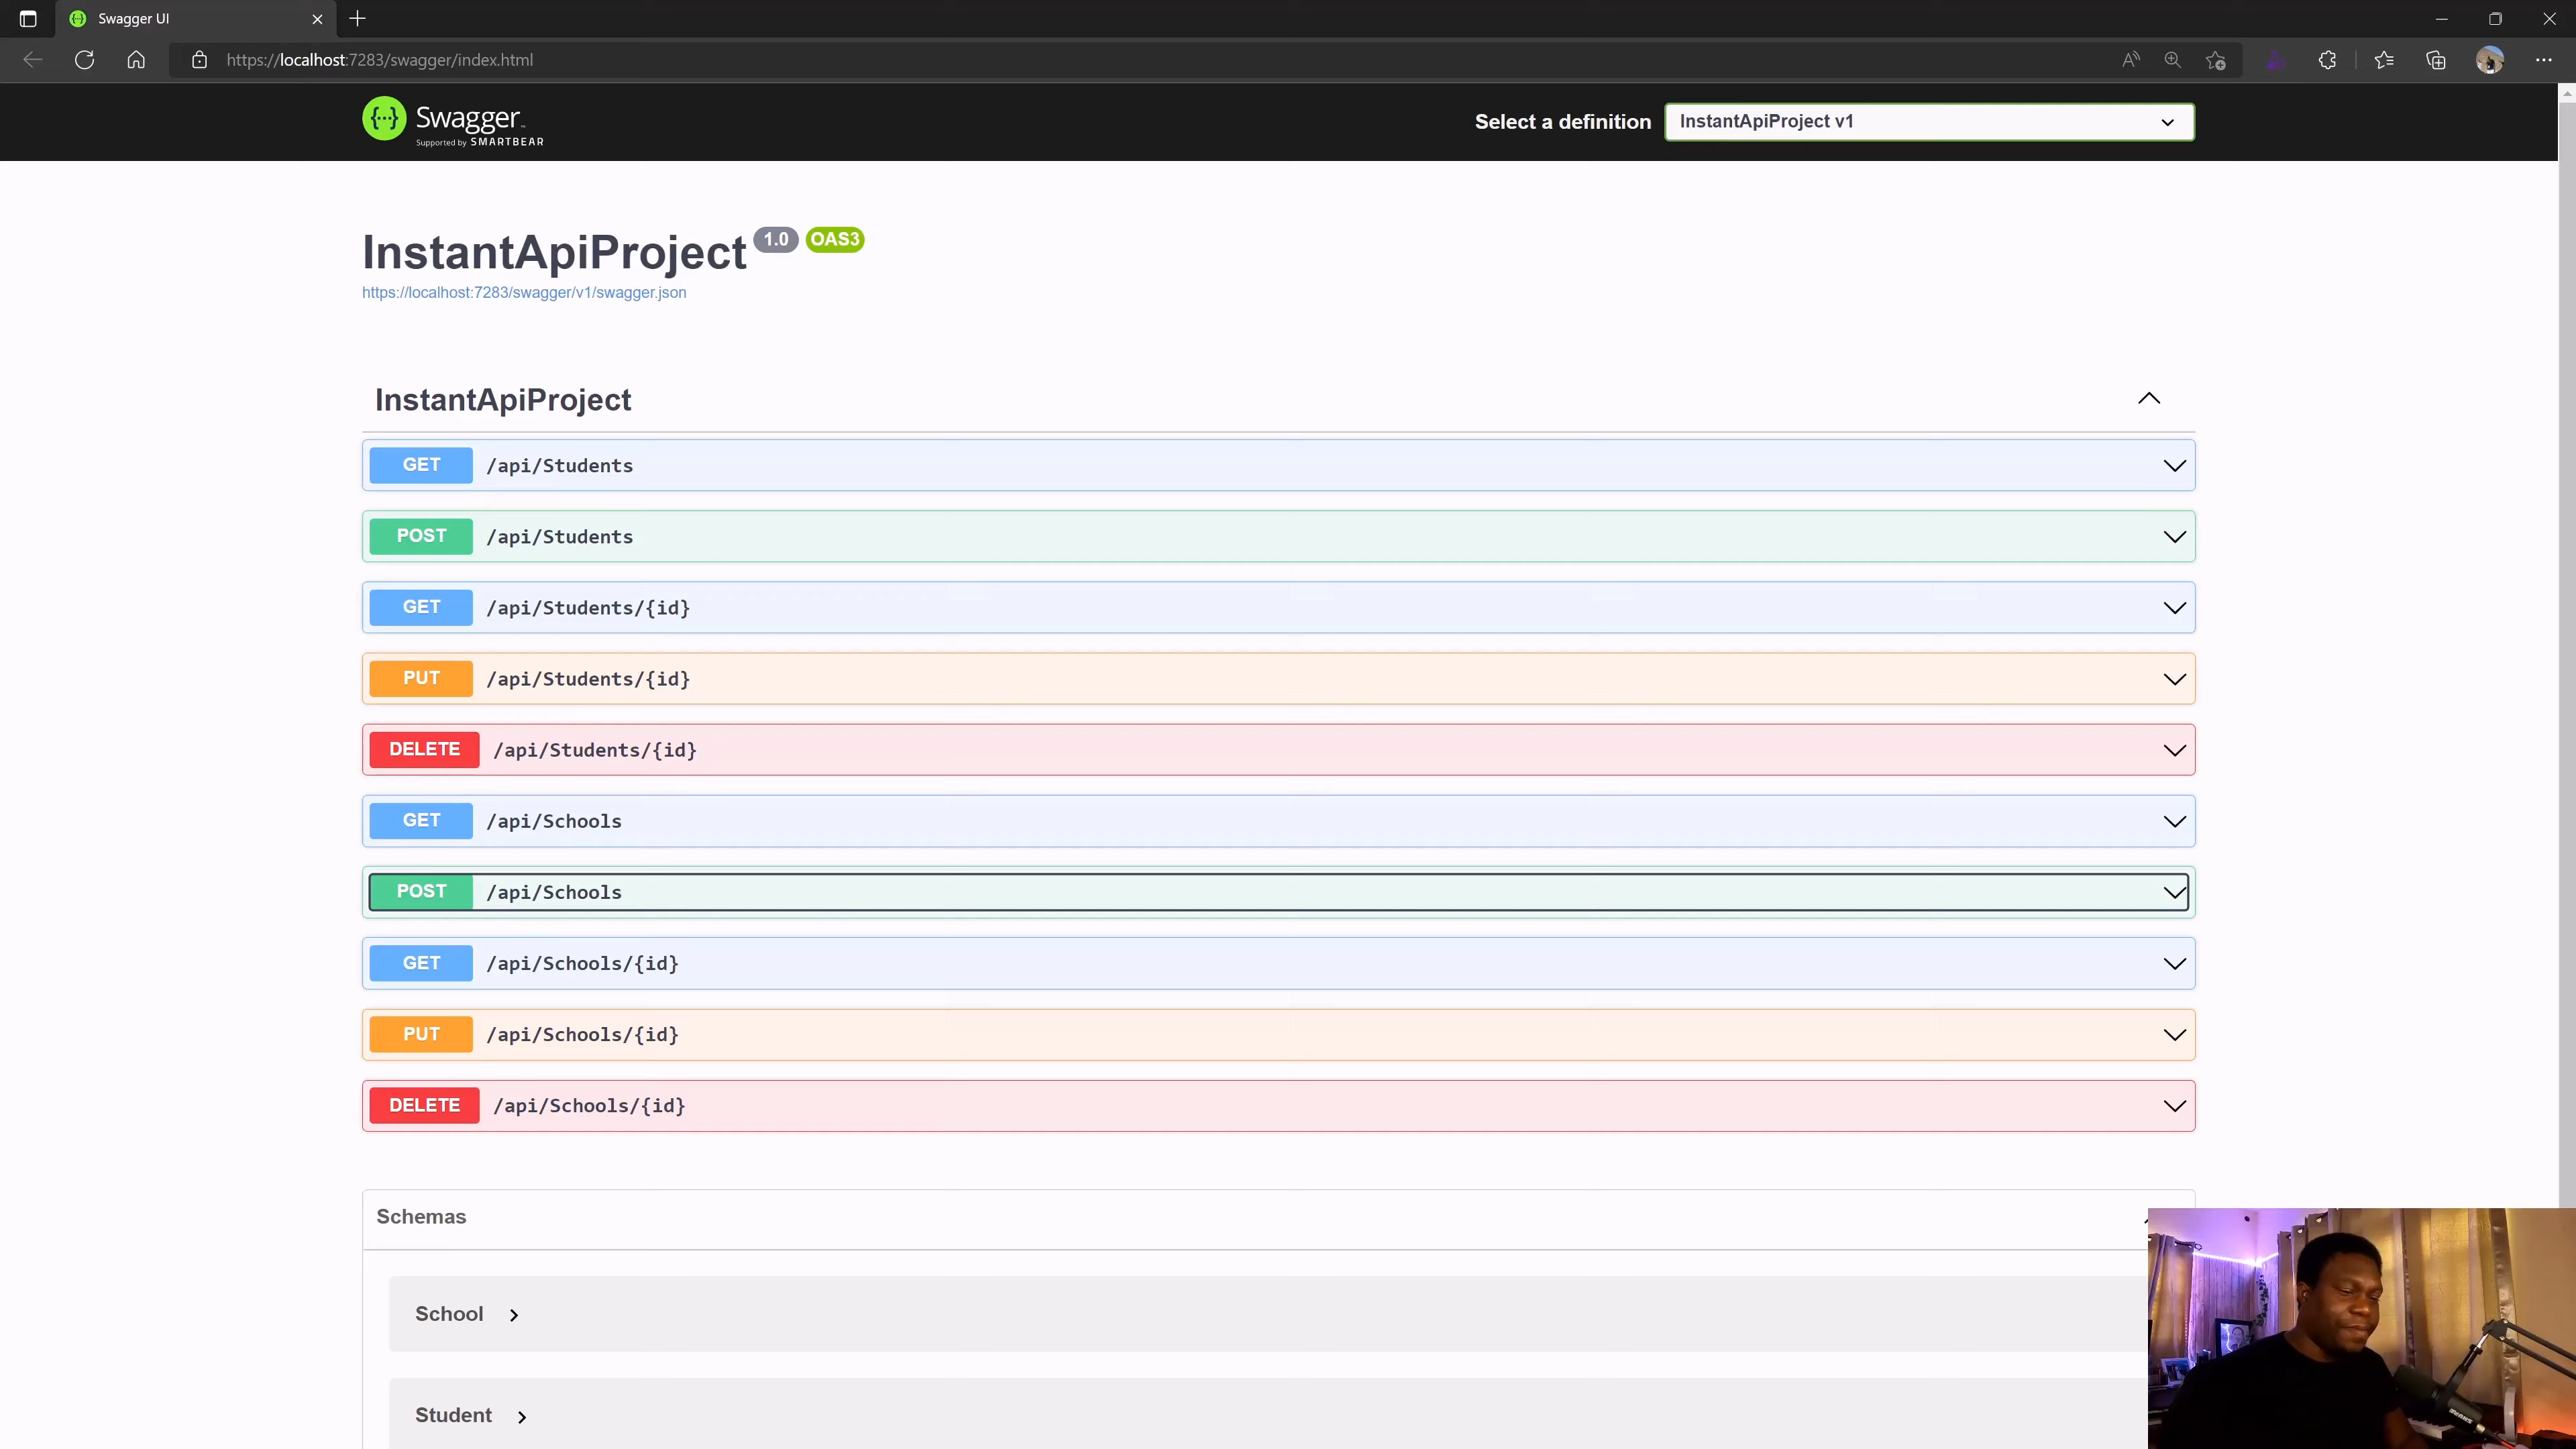 Swagger UI
https://localhost:7283/swagger/index.html
Swagger
Supported by SMARTBEAR
Select a definition
InstantApiProject v1
InstantApiProject 1.0 OAS3
https://localhost:7283/swagger/v1/swagger.json
InstantApiProject
GET /api/Students
POST /api/Students
GET /api/Students/{id}
PUT /api/Students/{id}
DELETE /api/Students/{id}
GET /api/Schools
POST /api/Schools
GET /api/Schools/{id}
PUT /api/Schools/{id}
DELETE /api/Schools/{id}
Schemas
School
Student